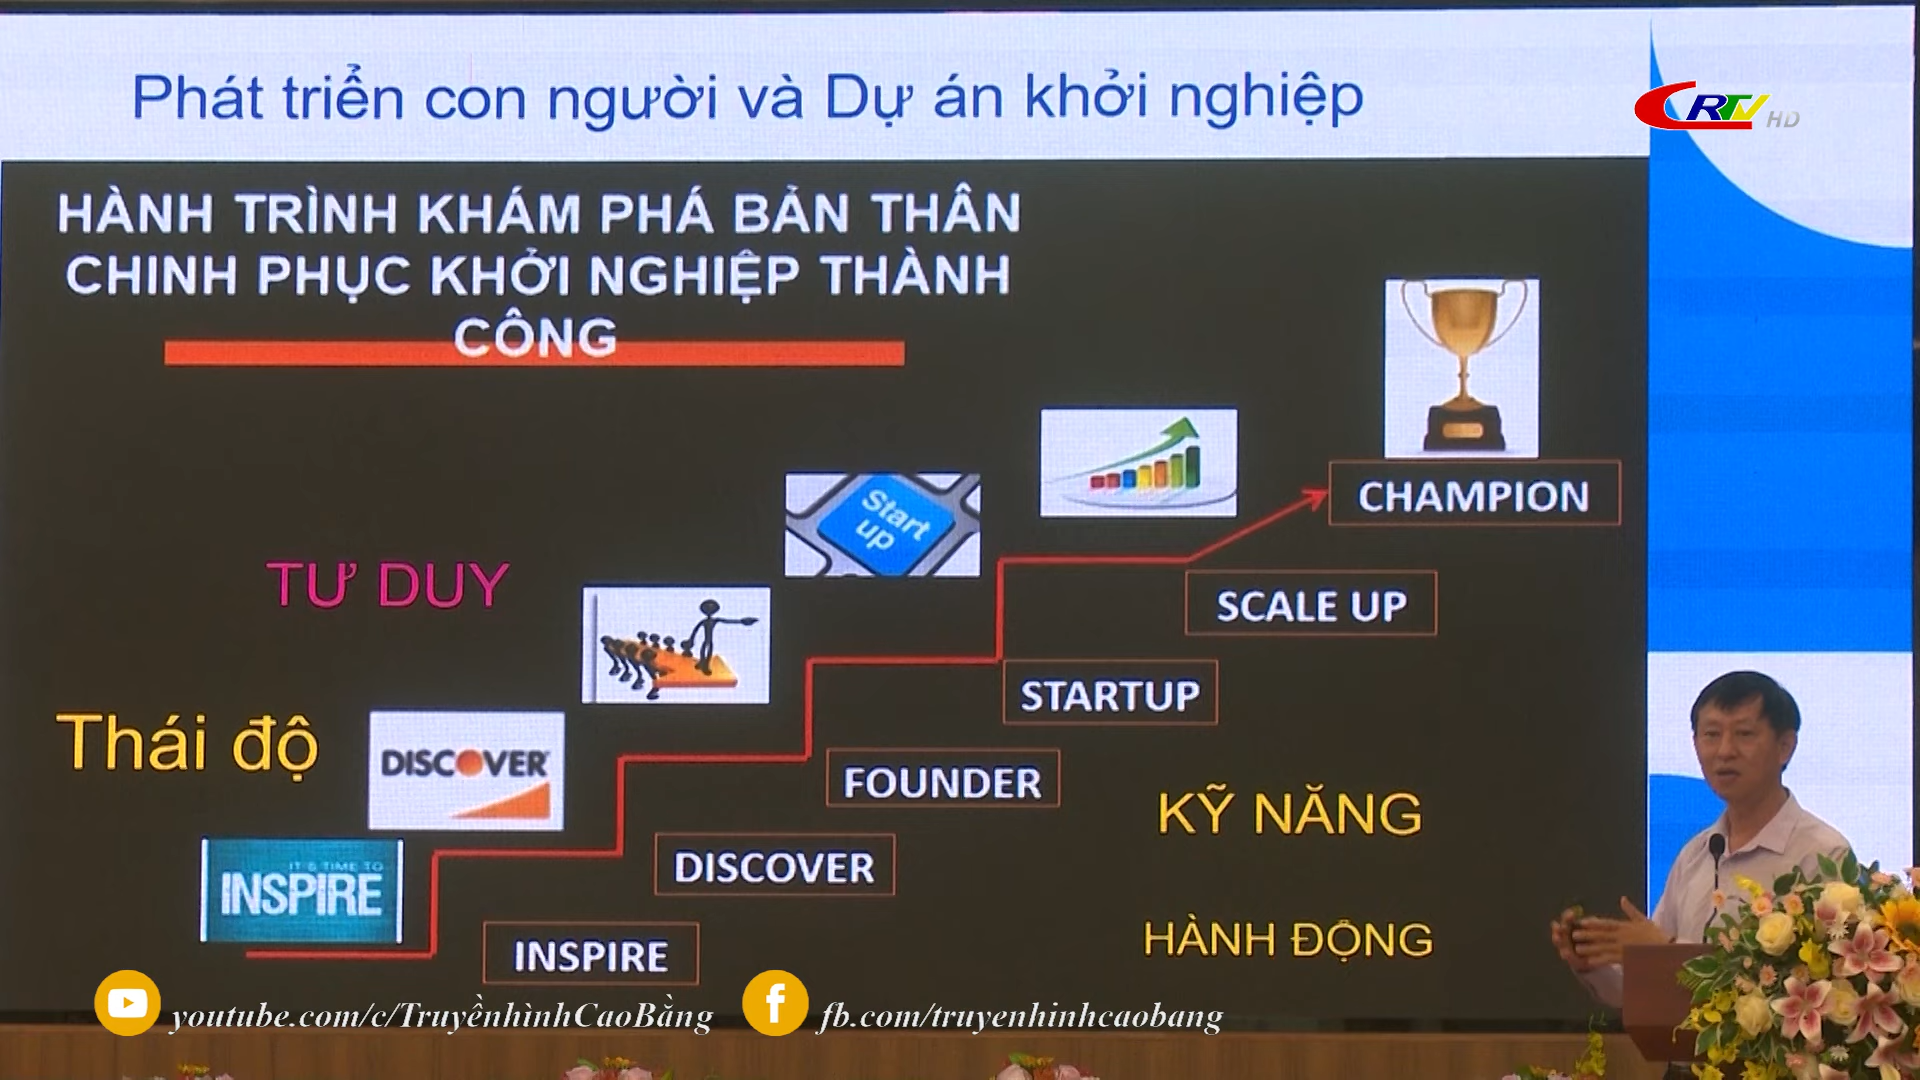 Phát triển con người và Dự án khởi nghiệp
CRTV HD
HÀNH TRÌNH KHÁM PHÁ BẢN THÂN
CHINH PHỤC KHỞI NGHIỆP THÀNH
CÔNG
CHAMPION
Start
up
SCALE UP
TƯ DUY
STARTUP
Thái độ
DISCOVER
FOUNDER
KỸ NĂNG
IT'S TIME TO
INSPIRE
DISCOVER
HÀNH ĐỘNG
INSPIRE
youtube.com/c/TruyềnhìnhCaoBằng
fb.com/truyenhinhcaobang